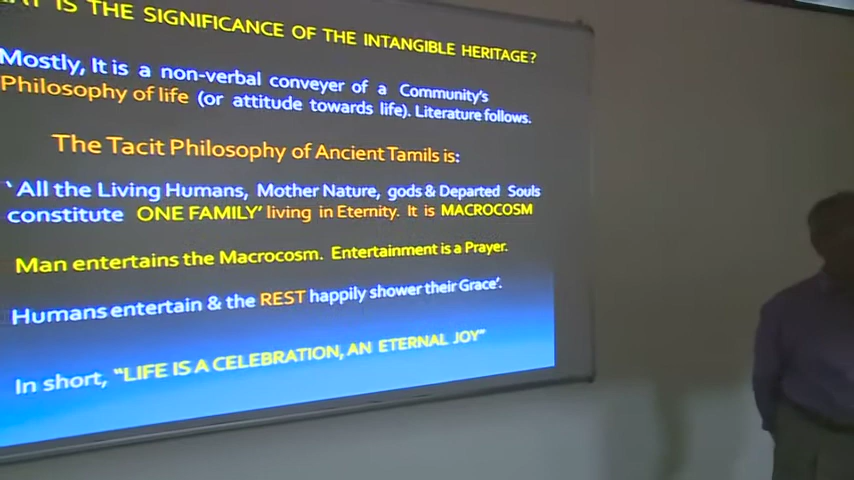 IS THE SIGNIFICANCE OF THE INTANGIBLE HERITAGE?
Mostly, It is a non-verbal conveyer of a Community's
Philosophy of life (or attitude towards life). Literature follows.
The Tacit Philosophy of Ancient Tamils is:
`All the Living Humans, Mother Nature, gods & Departed Souls
constitute ONE FAMILY' living in Eternity. It is MACROCOSM
Man entertains the Macrocosm. Entertainment is a Prayer.
Humans entertain & the REST happily shower their Grace'.
In short, "LIFE IS A CELEBRATION, AN ETERNAL JOY"